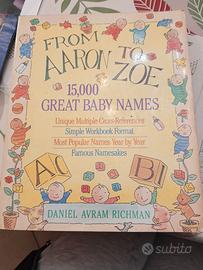 FROM
TO
AARON
ZOE
15,000
GREAT BABY NAMES
Unique Multiple Cross-References
Simple Workbook Format
Most Popular Names Year by Year
Famous Namesakes
A
C
B
I
DANIEL AVRAM RICHMAN
subito